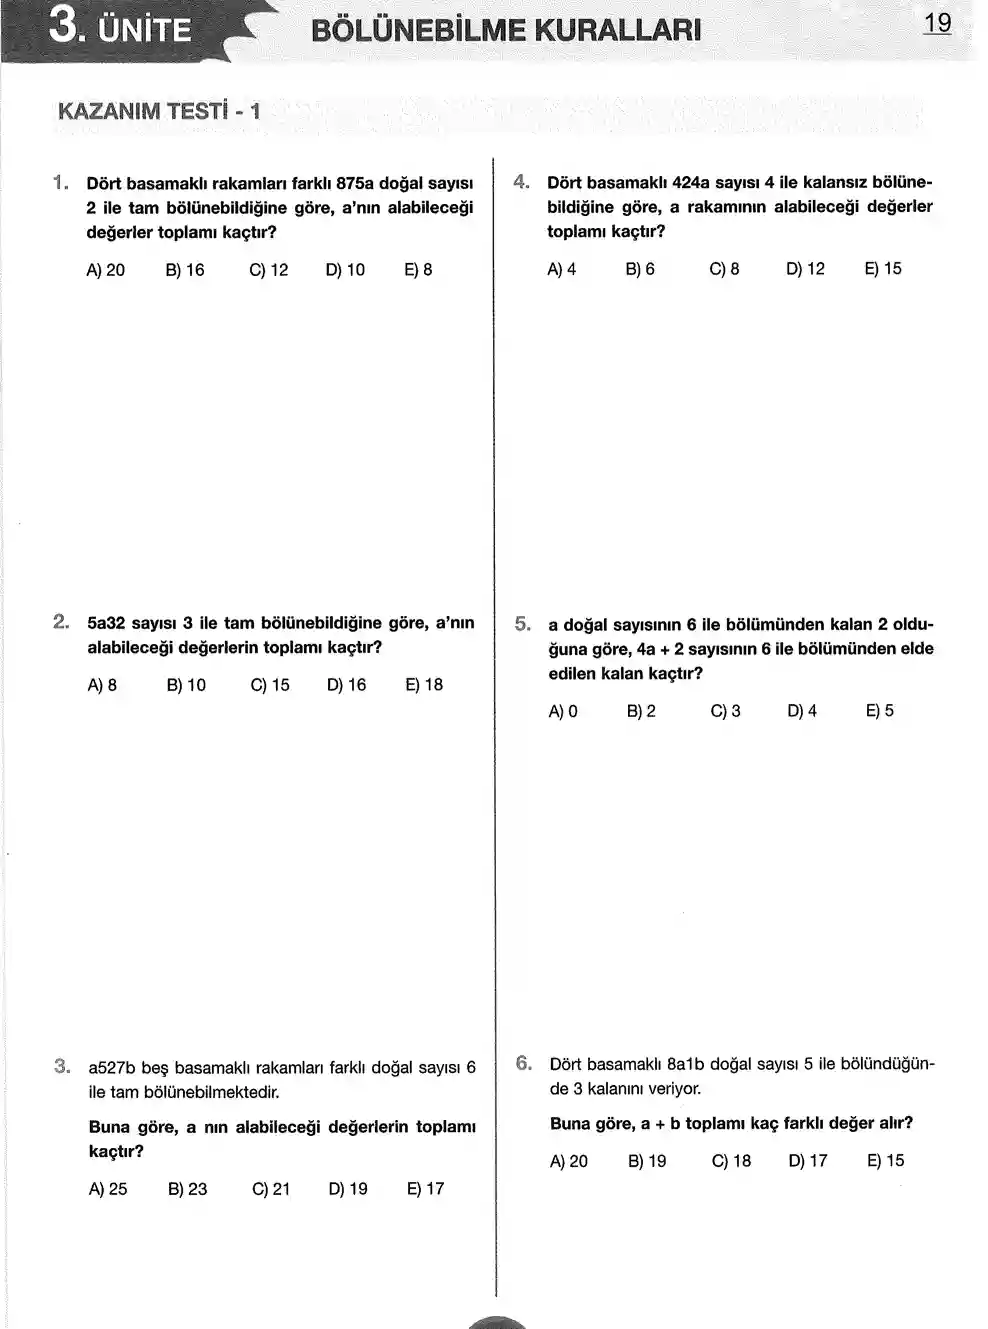 3. ÜNİTE
BÖLÜNEBİLME KURALLARI
19
KAZANIM TESTİ - 1
1. Dört basamaklı rakamları farklı 875a doğal sayısı
2 ile tam bölünebildiğine göre, a'nın alabileceği
değerler toplamı kaçtır?
A) 20 B) 16 C) 12 D) 10 E) 8
2. 5a32 sayısı 3 ile tam bölünebildiğine göre, a'nın
alabileceği değerlerin toplamı kaçtır?
A) 8 B) 10 C) 15 D) 16 E) 18
3. a527b beş basamaklı rakamları farklı doğal sayısı 6
ile tam bölünebilmektedir.
Buna göre, a nın alabileceği değerlerin toplamı
kaçtır?
A) 25 B) 23 C) 21 D) 19 E) 17
4. Dört basamaklı 424a sayısı 4 ile kalansız bölüne-
bildiğine göre, a rakamının alabileceği değerler
toplamı kaçtır?
A) 4 B) 6 C) 8 D) 12 E) 15
5. a doğal sayısının 6 ile bölümünden kalan 2 oldu-
ğuna göre, 4a + 2 sayısının 6 ile bölümünden elde
edilen kalan kaçtır?
A) 0 B) 2 C) 3 D) 4 E) 5
6. Dört basamaklı 8a1b doğal sayısı 5 ile bölündüğün-
de 3 kalanını veriyor.
Buna göre, a + b toplamı kaç farklı değer alır?
A) 20 B) 19 C) 18 D) 17 E) 15